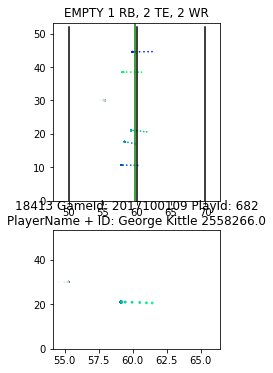 EMPTY 1 RB, 2 TE, 2 WR
50
40
30
20
10
0
50 55 60 65 70
18413 GameId: 2017100109 PlayId: 682
PlayerName + ID: George Kittle 2558266.0
40
20
0
55.0 57.5 60.0 62.5 65.0